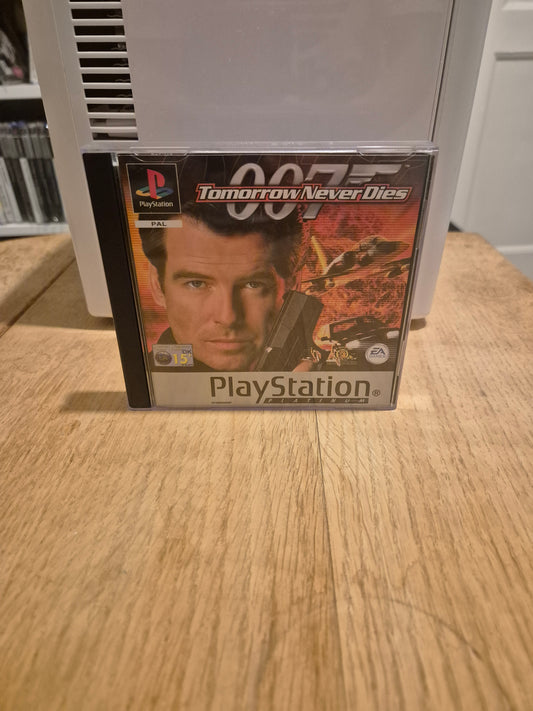 PlayStation
PAL
007
Tomorrow Never Dies
15
EA
PlayStation®
PLATINUM